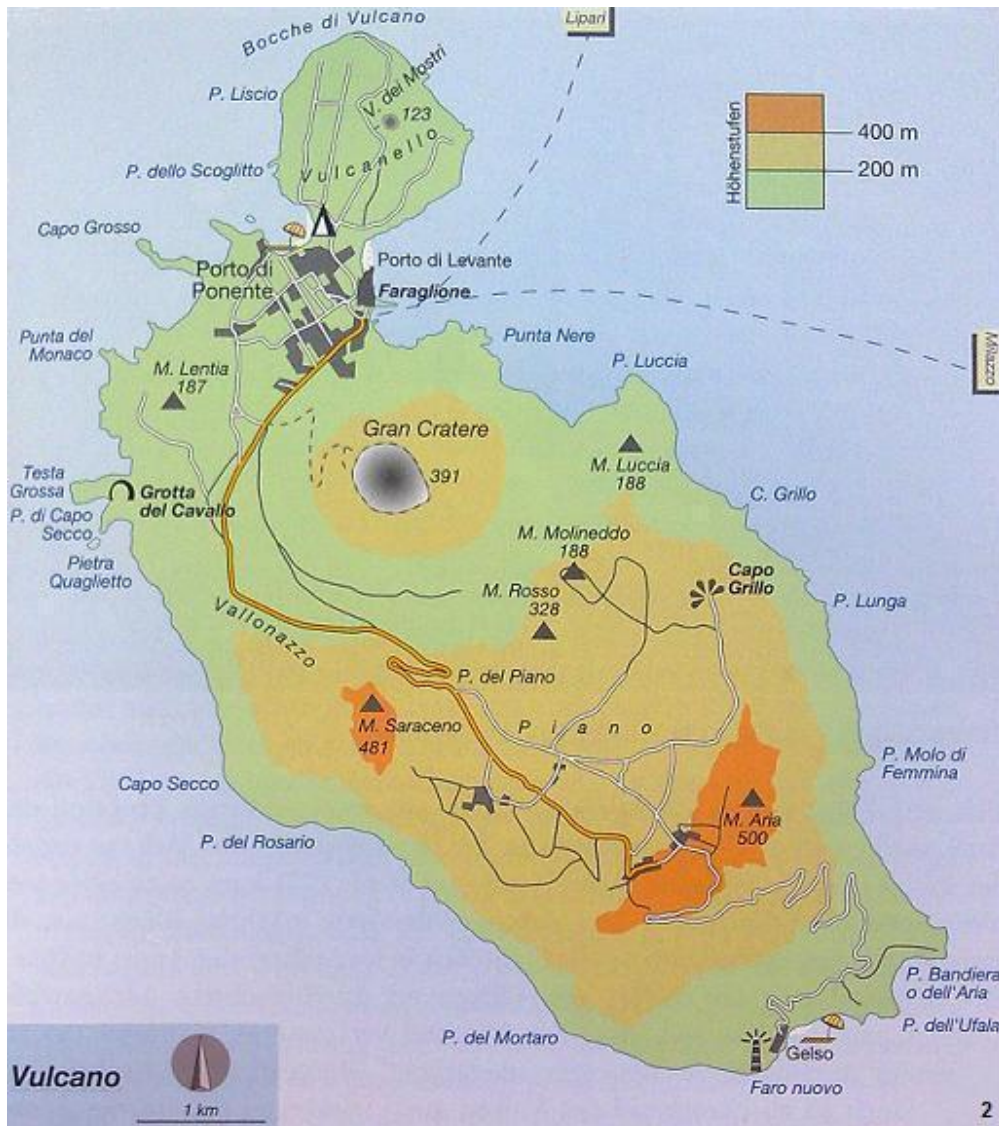 Bocche di Vulcano
Lipari
P. Liscio
V. dei Mostri
123
Vulcanello
P. dello Scoglitto
Höhenstufen
400 m
200 m
Capo Grosso
Porto di
Ponente
Porto di Levante
Faraglione
Punta del
Monaco
Punta Nere
Milazzo
M. Lentia
187
P. Luccia
Gran Cratere
391
M. Luccia
188
Testa
Grossa
Grotta
del Cavallo
P. di Capo
Secco
C. Grillo
Pietra
Quaglietto
M. Molineddo
188
Capo
Grillo
M. Rosso
328
P. Lunga
Vallonazzo
P. del Piano
Piano
M. Saraceno
481
P. Molo di
Femmina
Capo Secco
M. Aria
500
P. del Rosario
P. Bandiera
o dell'Aria
P. dell'Ufala
P. del Mortaro
Gelso
Faro nuovo
Vulcano
1 km
2